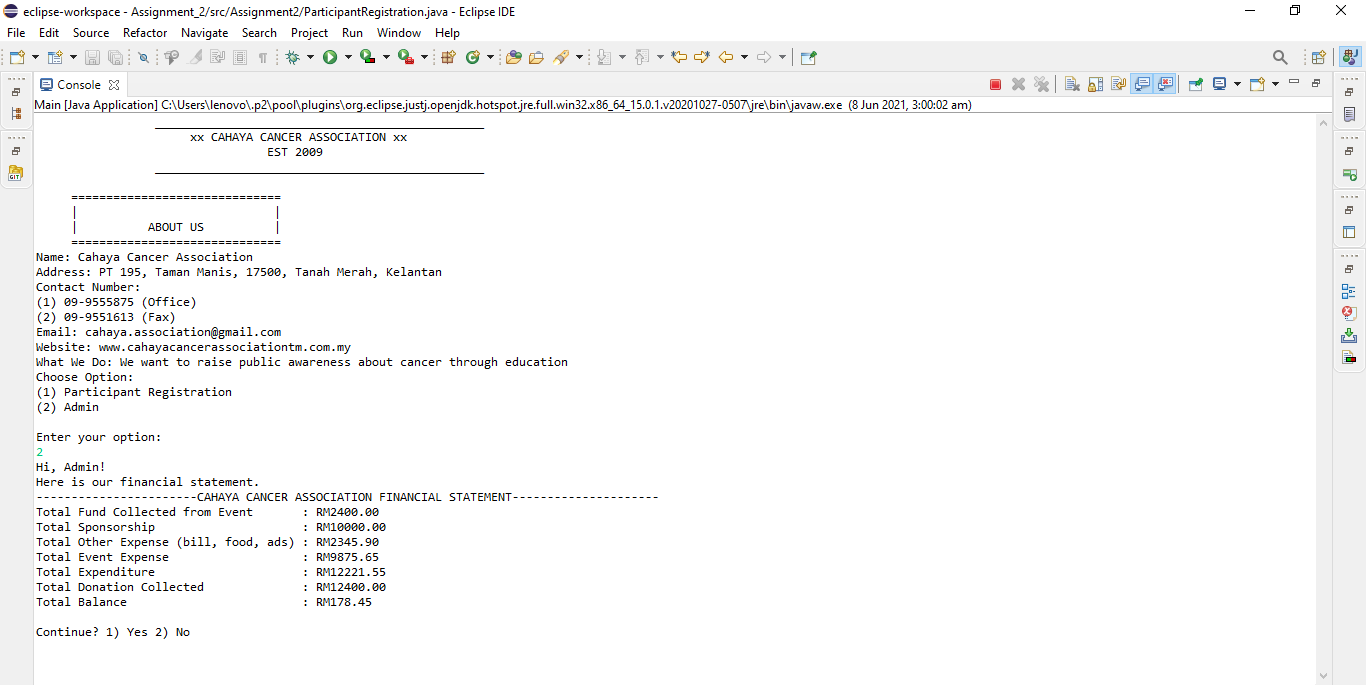 eclipse-workspace - Assignment_2/src/Assignment2/ParticipantRegistration.java - Eclipse IDE
File Edit Source Refactor Navigate Search Project Run Window Help
Console
Main [Java Application] C:\Users\lenovo\.p2\pool\plugins\org.eclipse.justj.openjdk.hotspot.jre.full.win32.x86_64_15.0.1.v20201027-0507\jre\bin\javaw.exe (8 Jun 2021, 3:00:02 am)
xx CAHAYA CANCER ASSOCIATION xx
EST 2009
==============================
| |
| ABOUT US |
==============================
Name: Cahaya Cancer Association
Address: PT 195, Taman Manis, 17500, Tanah Merah, Kelantan
Contact Number:
(1) 09-9555875 (Office)
(2) 09-9551613 (Fax)
Email: cahaya.association@gmail.com
Website: www.cahayacancerassociationtm.com.my
What We Do: We want to raise public awareness about cancer through education
Choose Option:
(1) Participant Registration
(2) Admin
Enter your option:
2
Hi, Admin!
Here is our financial statement.
-----------------------CAHAYA CANCER ASSOCIATION FINANCIAL STATEMENT---------------------
Total Fund Collected from Event : RM2400.00
Total Sponsorship : RM10000.00
Total Other Expense (bill, food, ads) : RM2345.90
Total Event Expense : RM9875.65
Total Expenditure : RM12221.55
Total Donation Collected : RM12400.00
Total Balance : RM178.45
Continue? 1) Yes 2) No